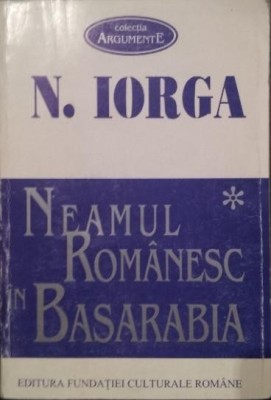 colecția
ARGUMENTE
N. IORGA
NEAMUL *
ROMÂNESC
ÎN
BASARABIA
EDITURA FUNDAȚIEI CULTURALE ROMÂNE